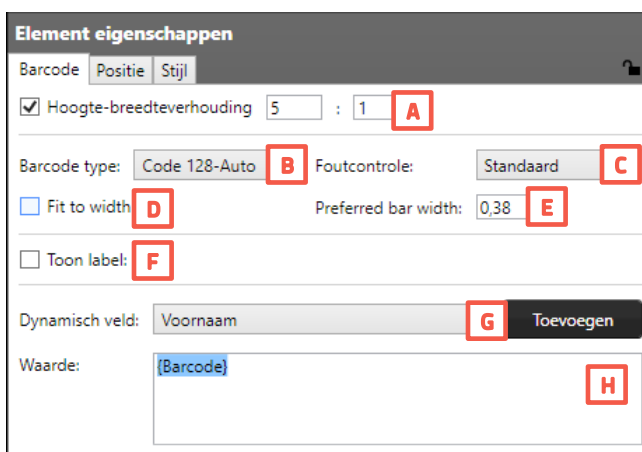 Element eigenschappen
Barcode Positie Stijl
Hoogte-breedteverhouding 5 : 1 A
Barcode type: Code 128-Auto B Foutcontrole: Standaard C
Fit to width D Preferred bar width: 0,38 E
Toon label: F
Dynamisch veld: Voornaam G Toevoegen
Waarde: {Barcode} H